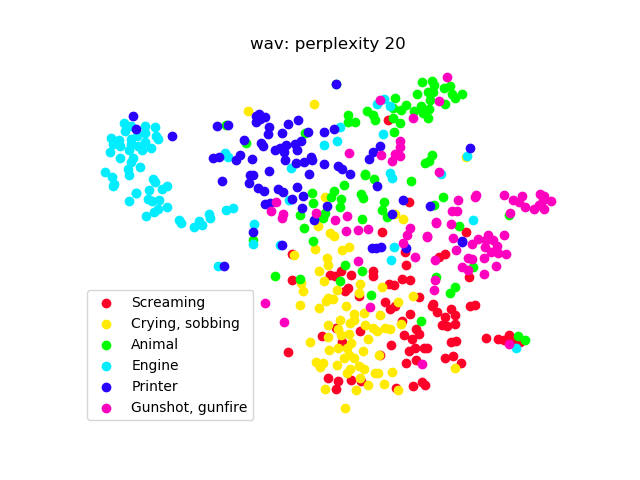 wav: perplexity 20
Screaming
Crying, sobbing
Animal
Engine
Printer
Gunshot, gunfire